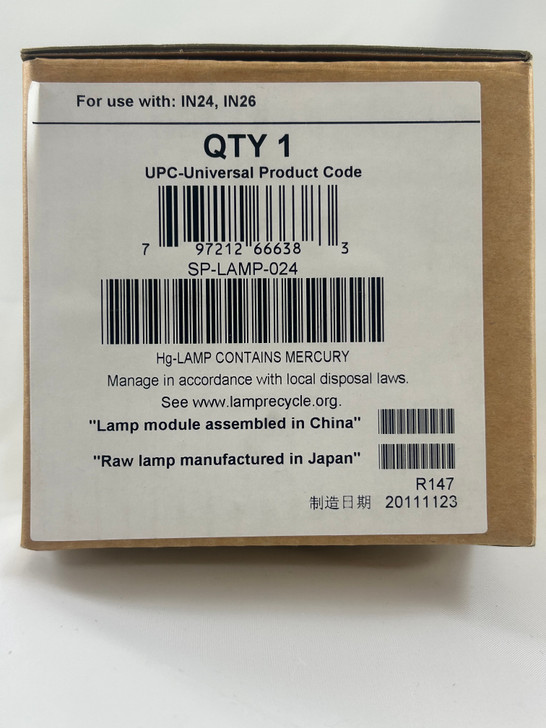 For use with: IN24, IN26
QTY 1
UPC-Universal Product Code
7 97212 66638 3
SP-LAMP-024
Hg-LAMP CONTAINS MERCURY
Manage in accordance with local disposal laws.
See www.lamprecycle.org.
"Lamp module assembled in China"
"Raw lamp manufactured in Japan"
R147
制造日期 20111123